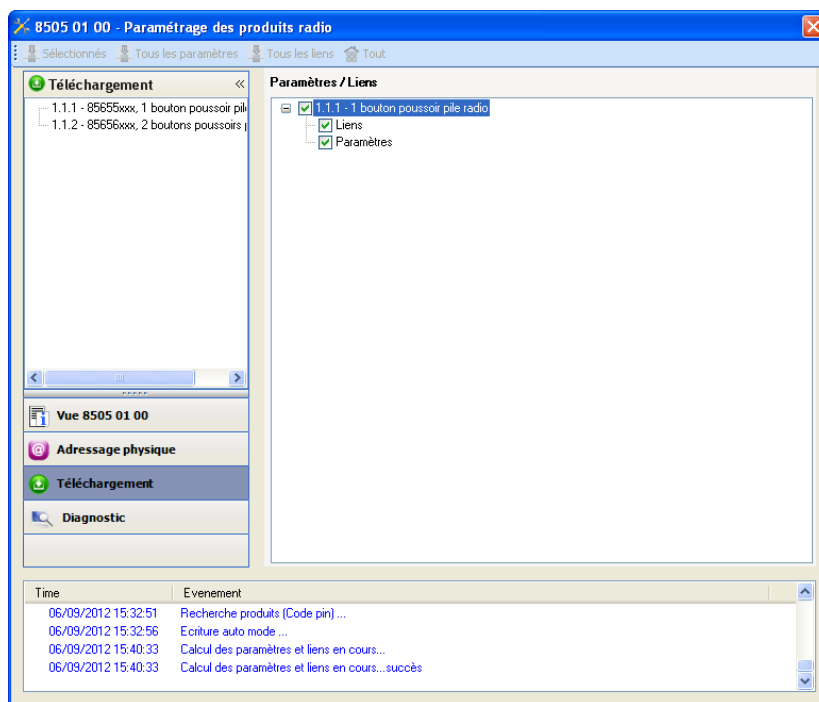 8505 01 00 - Paramétrage des produits radio
Sélectionnés Tous les paramètres Tous les liens Tout
Téléchargement
1.1.1 - 85655xxx, 1 bouton poussoir pil
1.1.2 - 85656xxx, 2 boutons poussoirs
Paramètres / Liens
1.1.1 - 1 bouton poussoir pile radio
Liens
Paramètres
Vue 8505 01 00
Adressage physique
Téléchargement
Diagnostic
Time Evenement
06/09/2012 15:32:51 Recherche produits (Code pin) ...
06/09/2012 15:32:56 Ecriture auto mode ...
06/09/2012 15:40:33 Calcul des paramètres et liens en cours...
06/09/2012 15:40:33 Calcul des paramètres et liens en cours...succès